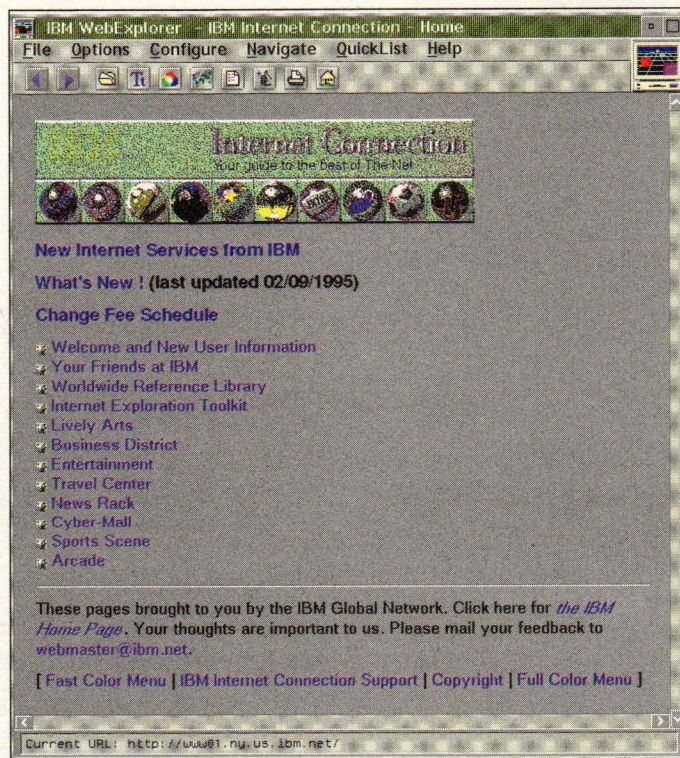 IBM WebExplorer - IBM Internet Connection - Home
File Options Configure Navigate QuickList Help
Tt
IBM
Internet Connection
Your guide to the best of The Net
New Internet Services from IBM
What's New ! (last updated 02/09/1995)
Change Fee Schedule
Welcome and New User Information
Your Friends at IBM
Worldwide Reference Library
Internet Exploration Toolkit
Lively Arts
Business District
Entertainment
Travel Center
News Rack
Cyber-Mall
Sports Scene
Arcade
These pages brought to you by the IBM Global Network. Click here for the IBM
Home Page. Your thoughts are important to us. Please mail your feedback to
webmaster@ibm.net.
[ Fast Color Menu | IBM Internet Connection Support | Copyright | Full Color Menu ]
Current URL: http://www01.ny.us.ibm.net/